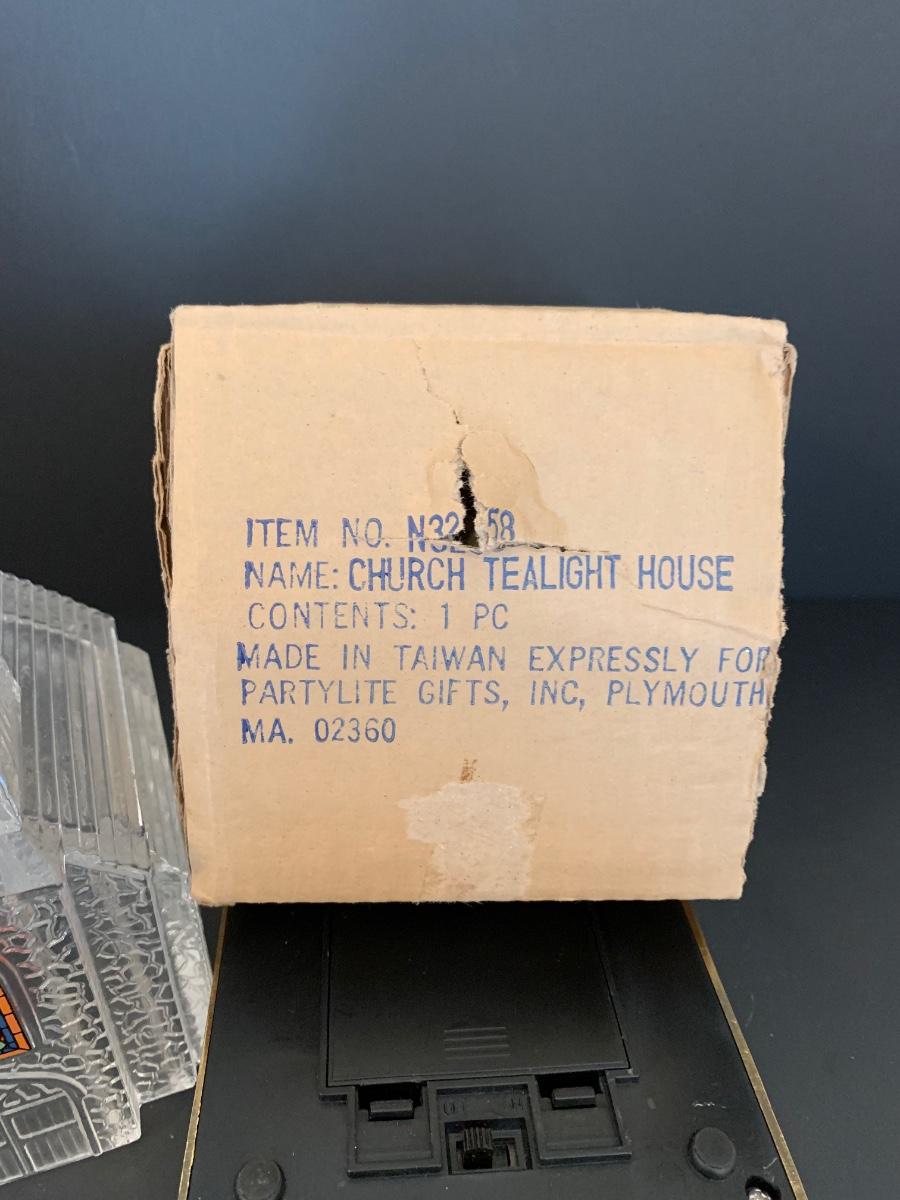 ITEM NO.
NAME: CHURCH TEALIGHT HOUSE
CONTENTS: 1 PC
MADE IN TAIWAN EXPRESSLY FOR
PARTYLITE GIFTS, INC, PLYMOUTH
MA. 02360